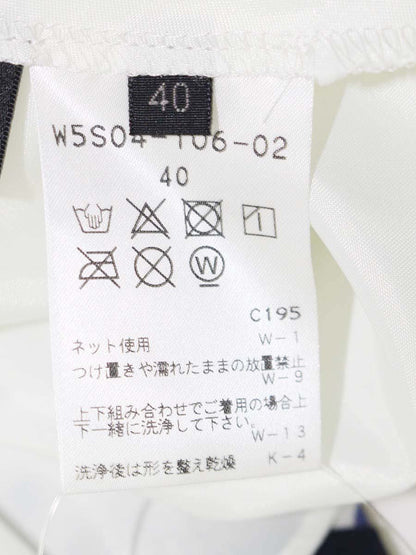 40
W5S04-106-02
40
W
C195
ネット使用 W-1
つけ置きや濡れたままの放置禁止
W-9
上下組み合わせでご着用の場合上
下一緒に洗浄して下さい。
W-13
洗浄後は形を整え乾燥 K-4